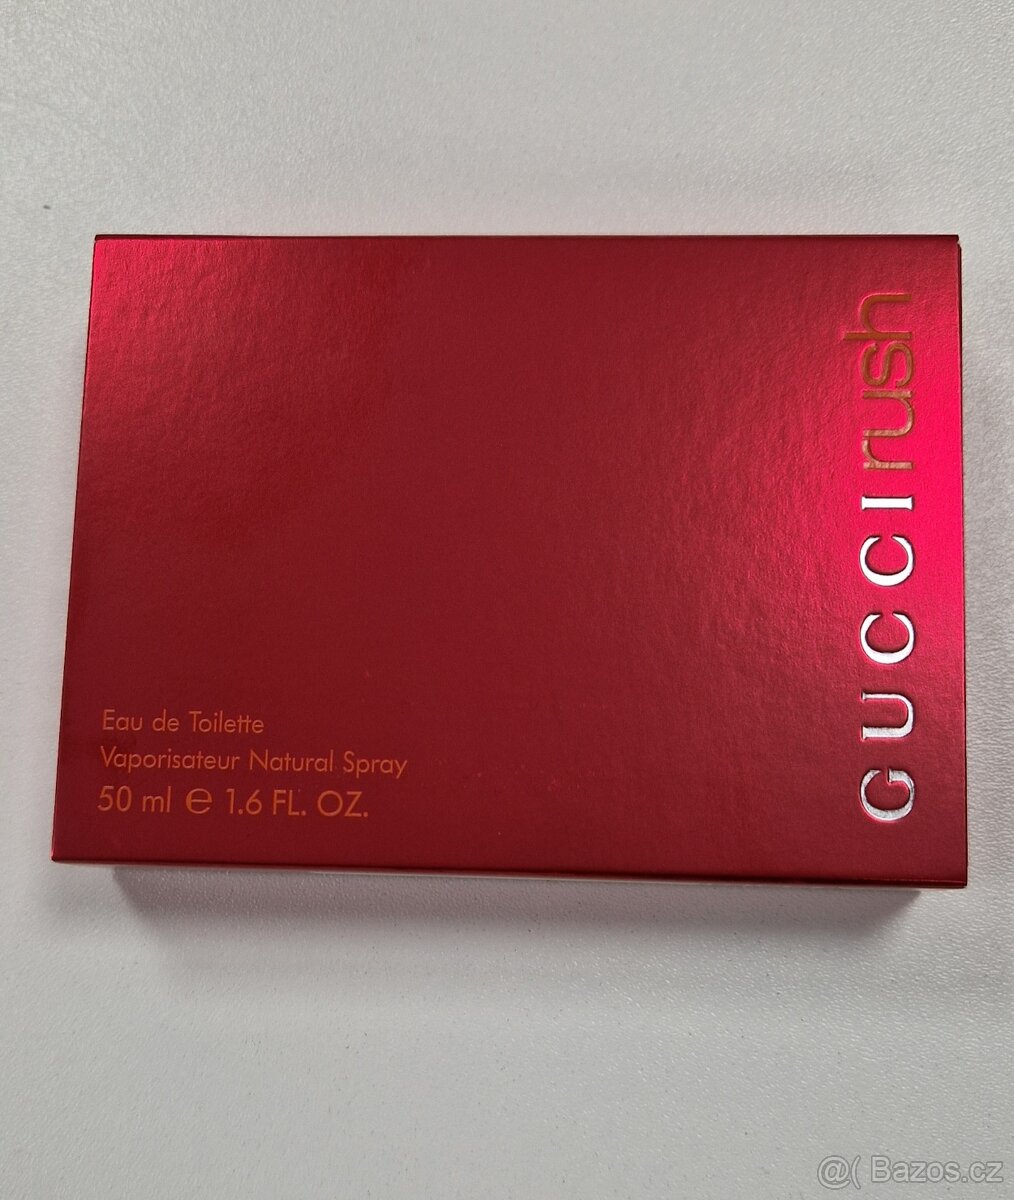 GUCCI rush
Eau de Toilette
Vaporisateur Natural Spray
50 ml ℮ 1.6 FL. OZ.
@( Bazos.cz